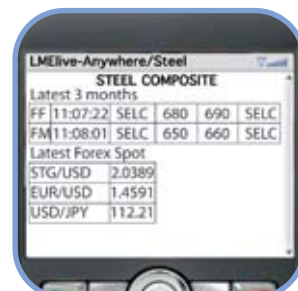 LMElive-Anywhere/Steel
STEEL COMPOSITE
Latest 3 months
FF 11:07:22 SELC 680 690 SELC
FM 11:08:01 SELC 650 660 SELC
Latest Forex Spot
STG/USD 2.0389
EUR/USD 1.4591
USD/JPY 112.21